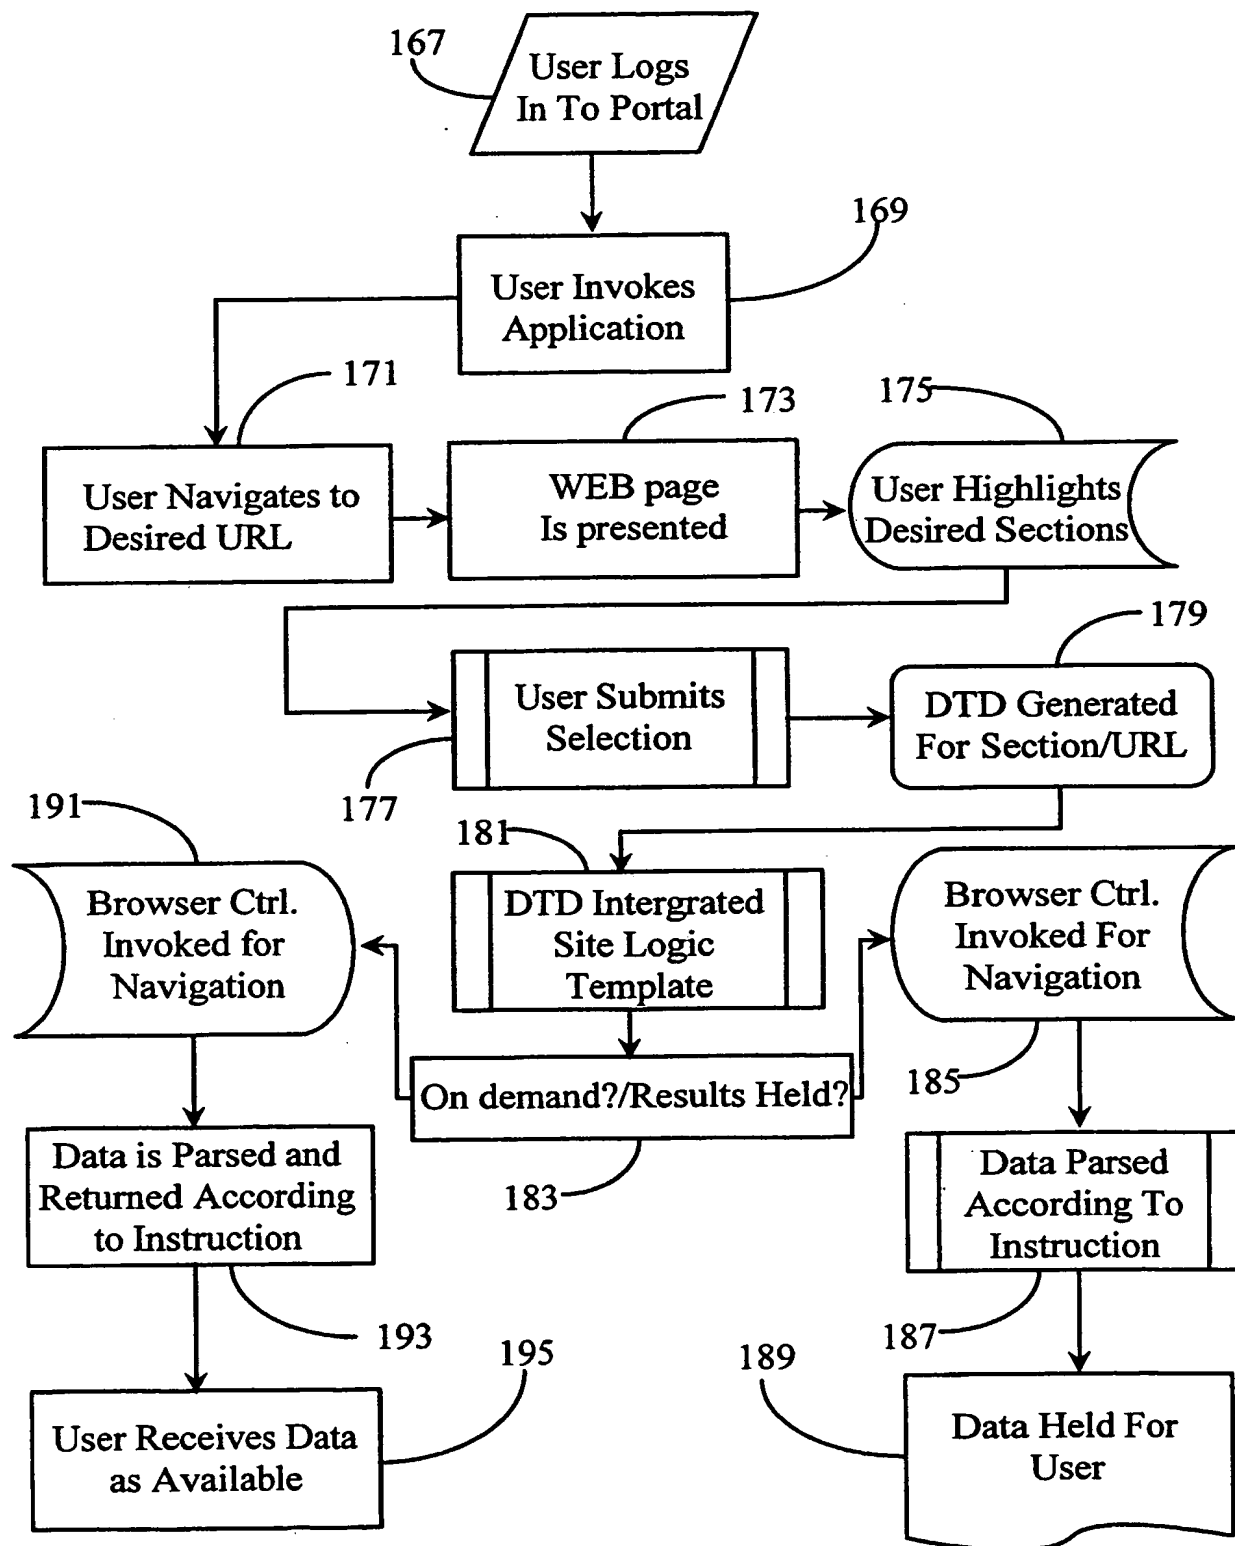 167
User Logs
In To Portal
169
User Invokes
Application
171
173
175
User Navigates to
Desired URL
WEB page
Is presented
User Highlights
Desired Sections
179
User Submits
Selection
DTD Generated
For Section/URL
177
191
181
Browser Ctrl.
Invoked for
Navigation
DTD Intergrated
Site Logic
Template
Browser Ctrl.
Invoked For
Navigation
185
On demand?/Results Held?
183
Data is Parsed and
Returned According
to Instruction
Data Parsed
According To
Instruction
193
187
195
189
User Receives Data
as Available
Data Held For
User